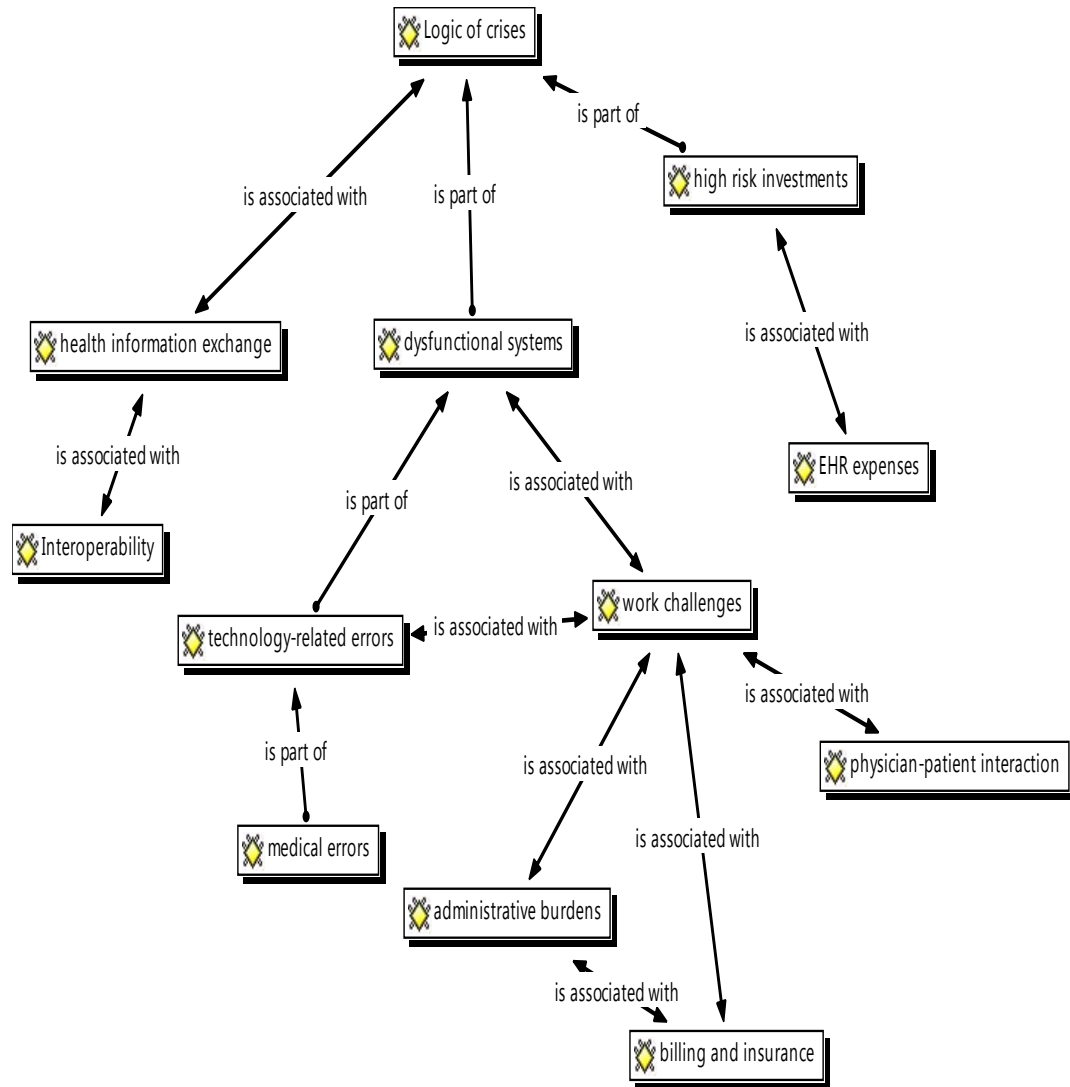 Logic of crises
is part of
high risk investments
is associated with
is part of
is associated with
health information exchange
dysfunctional systems
is associated with
is associated with
is part of
EHR expenses
Interoperability
technology-related errors
is associated with
work challenges
is associated with
is part of
physician-patient interaction
is associated with
is associated with
medical errors
administrative burdens
is associated with
billing and insurance